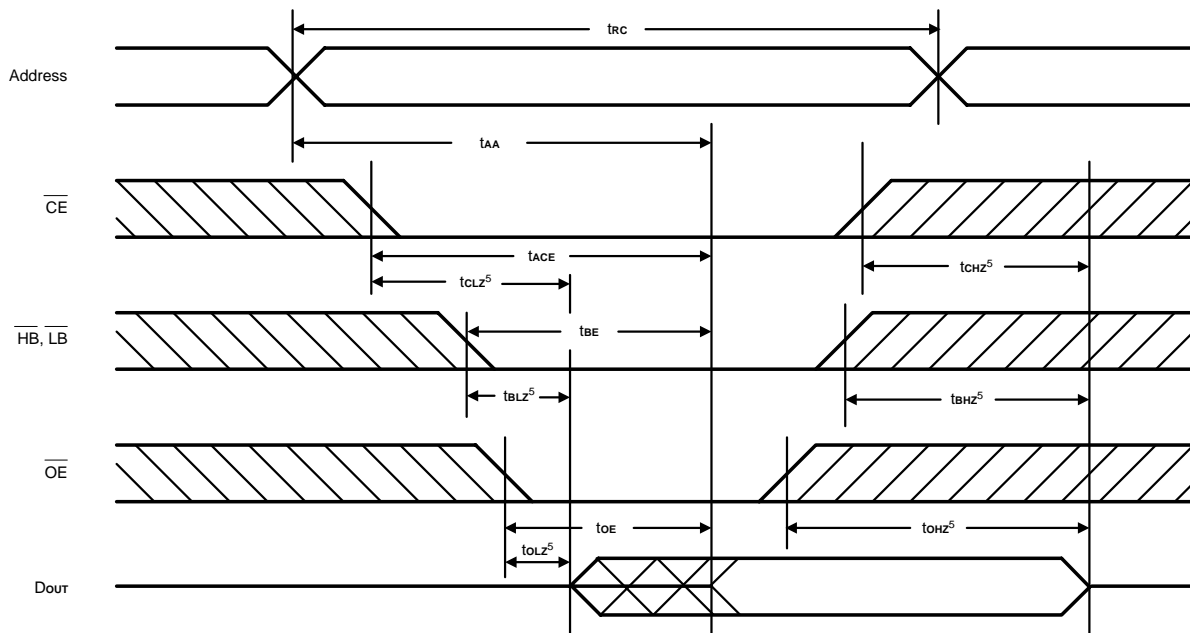 tRC
Address
tAA
CE
tACE
tCLZ⁵
tCHZ⁵
HB, LB
tBE
tBLZ⁵
tBHZ⁵
OE
tOE
tOHZ⁵
tOLZ⁵
DOUT